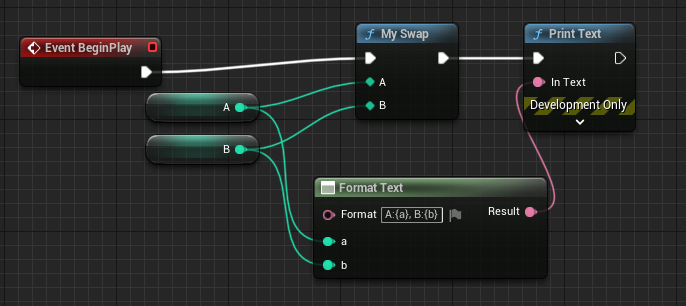 Event BeginPlay
f My Swap
A
B
f Print Text
In Text
Development Only
A
B
Format Text
Format A:{a}, B:{b}
Result
a
b